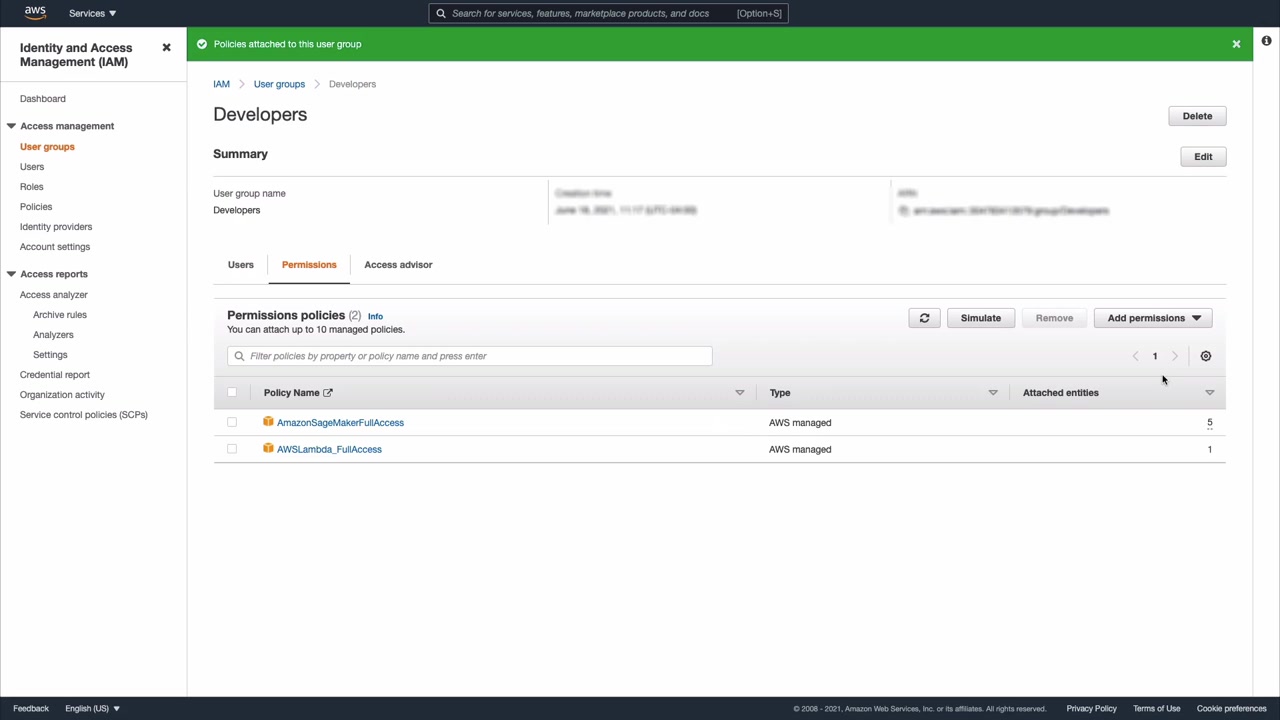 aws
Services
Search for services, features, marketplace products, and docs [Option+S]
Identity and Access
Management (IAM)
Dashboard
Access management
User groups
Users
Roles
Policies
Identity providers
Account settings
Access reports
Access analyzer
Archive rules
Analyzers
Settings
Credential report
Organization activity
Service control policies (SCPs)
Policies attached to this user group
IAM User groups Developers
Developers
Delete
Summary
Edit
User group name
Developers
Users Permissions Access advisor
Permissions policies (2) Info
You can attach up to 10 managed policies.
Simulate Remove Add permissions
Filter policies by property or policy name and press enter
1
Policy Name Type Attached entities
AmazonSageMakerFullAccess AWS managed 5
AWSLambda_FullAccess AWS managed 1
Feedback English (US) © 2008 - 2021, Amazon Web Services, Inc. or its affiliates. All rights reserved. Privacy Policy Terms of Use Cookie preferences